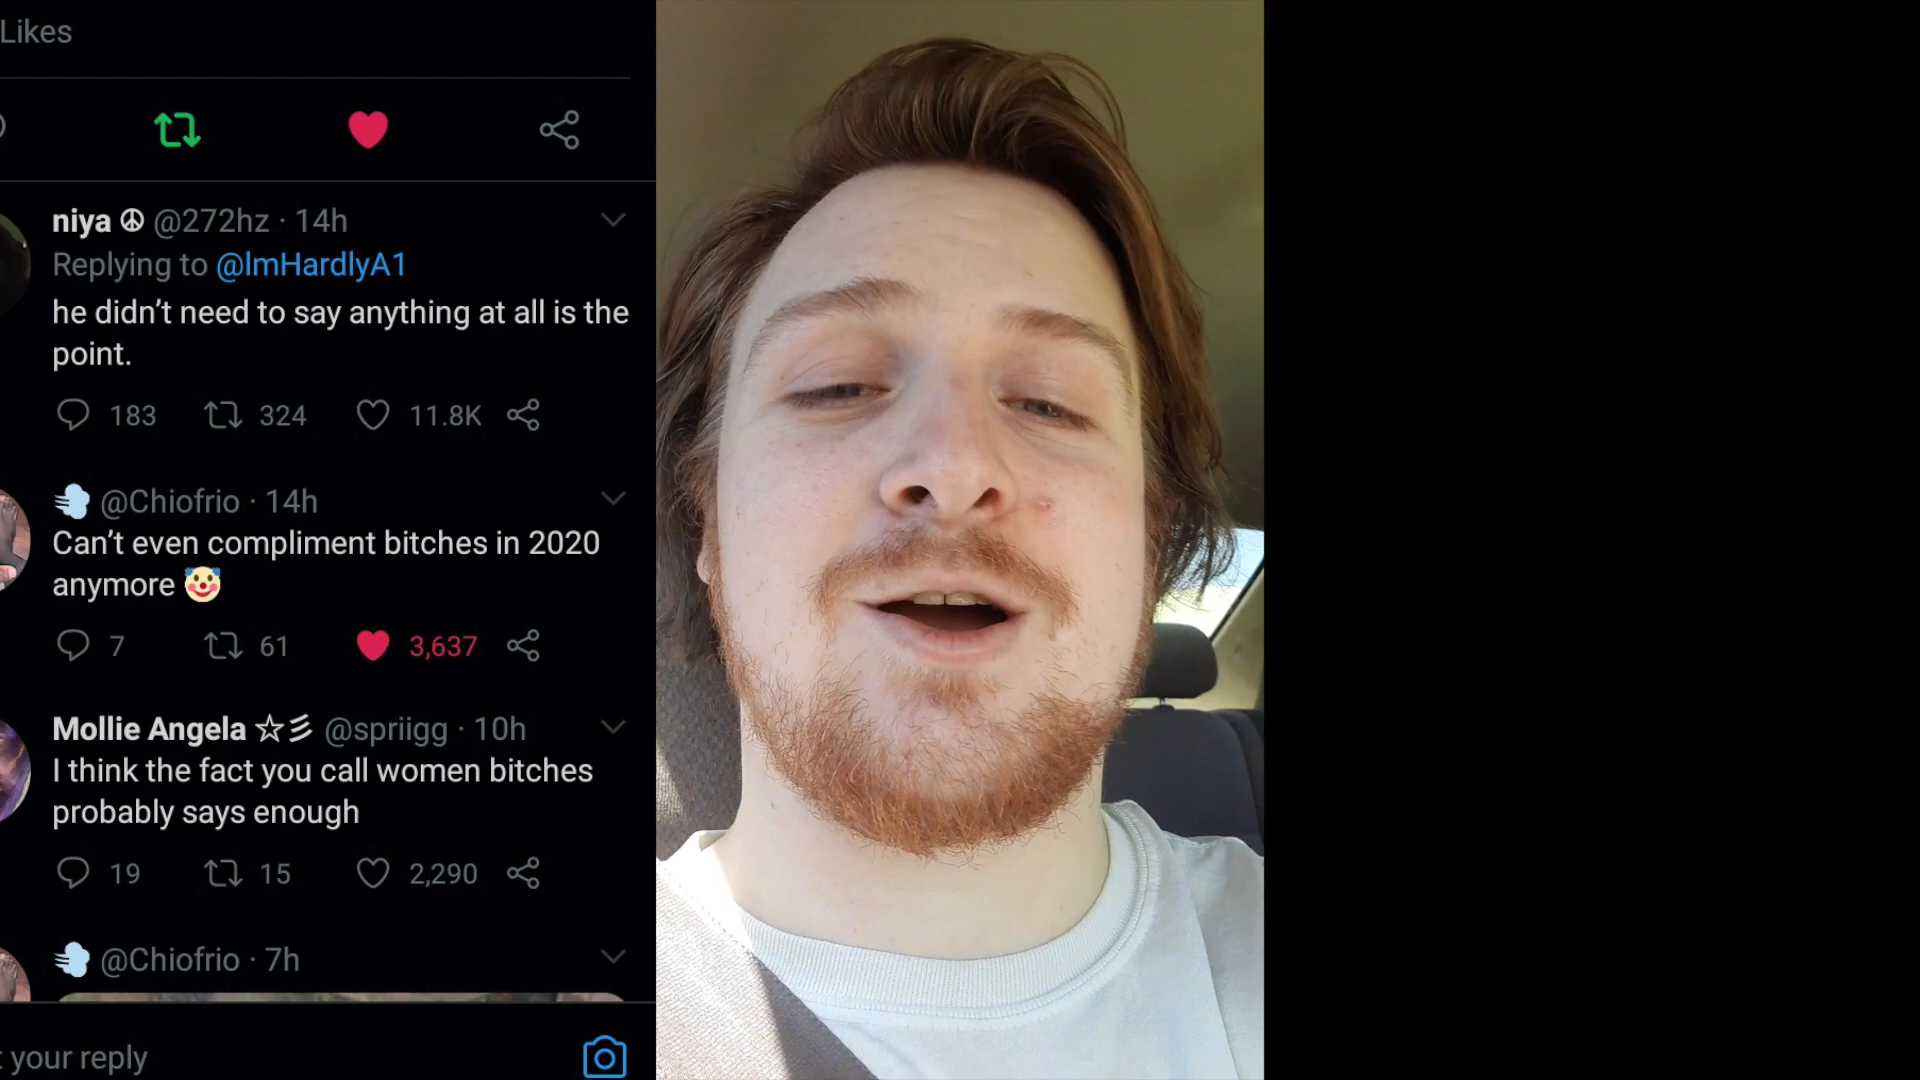 Likes
niya ☮ @272hz · 14h
Replying to @ImHardlyA1
he didn’t need to say anything at all is the
point.
183 324 11.8K
💨 @Chiofrio · 14h
Can’t even compliment bitches in 2020
anymore 🤡
7 61 3,637
Mollie Angela ☆彡 @spriigg · 10h
I think the fact you call women bitches
probably says enough
19 15 2,290
💨 @Chiofrio · 7h
your reply